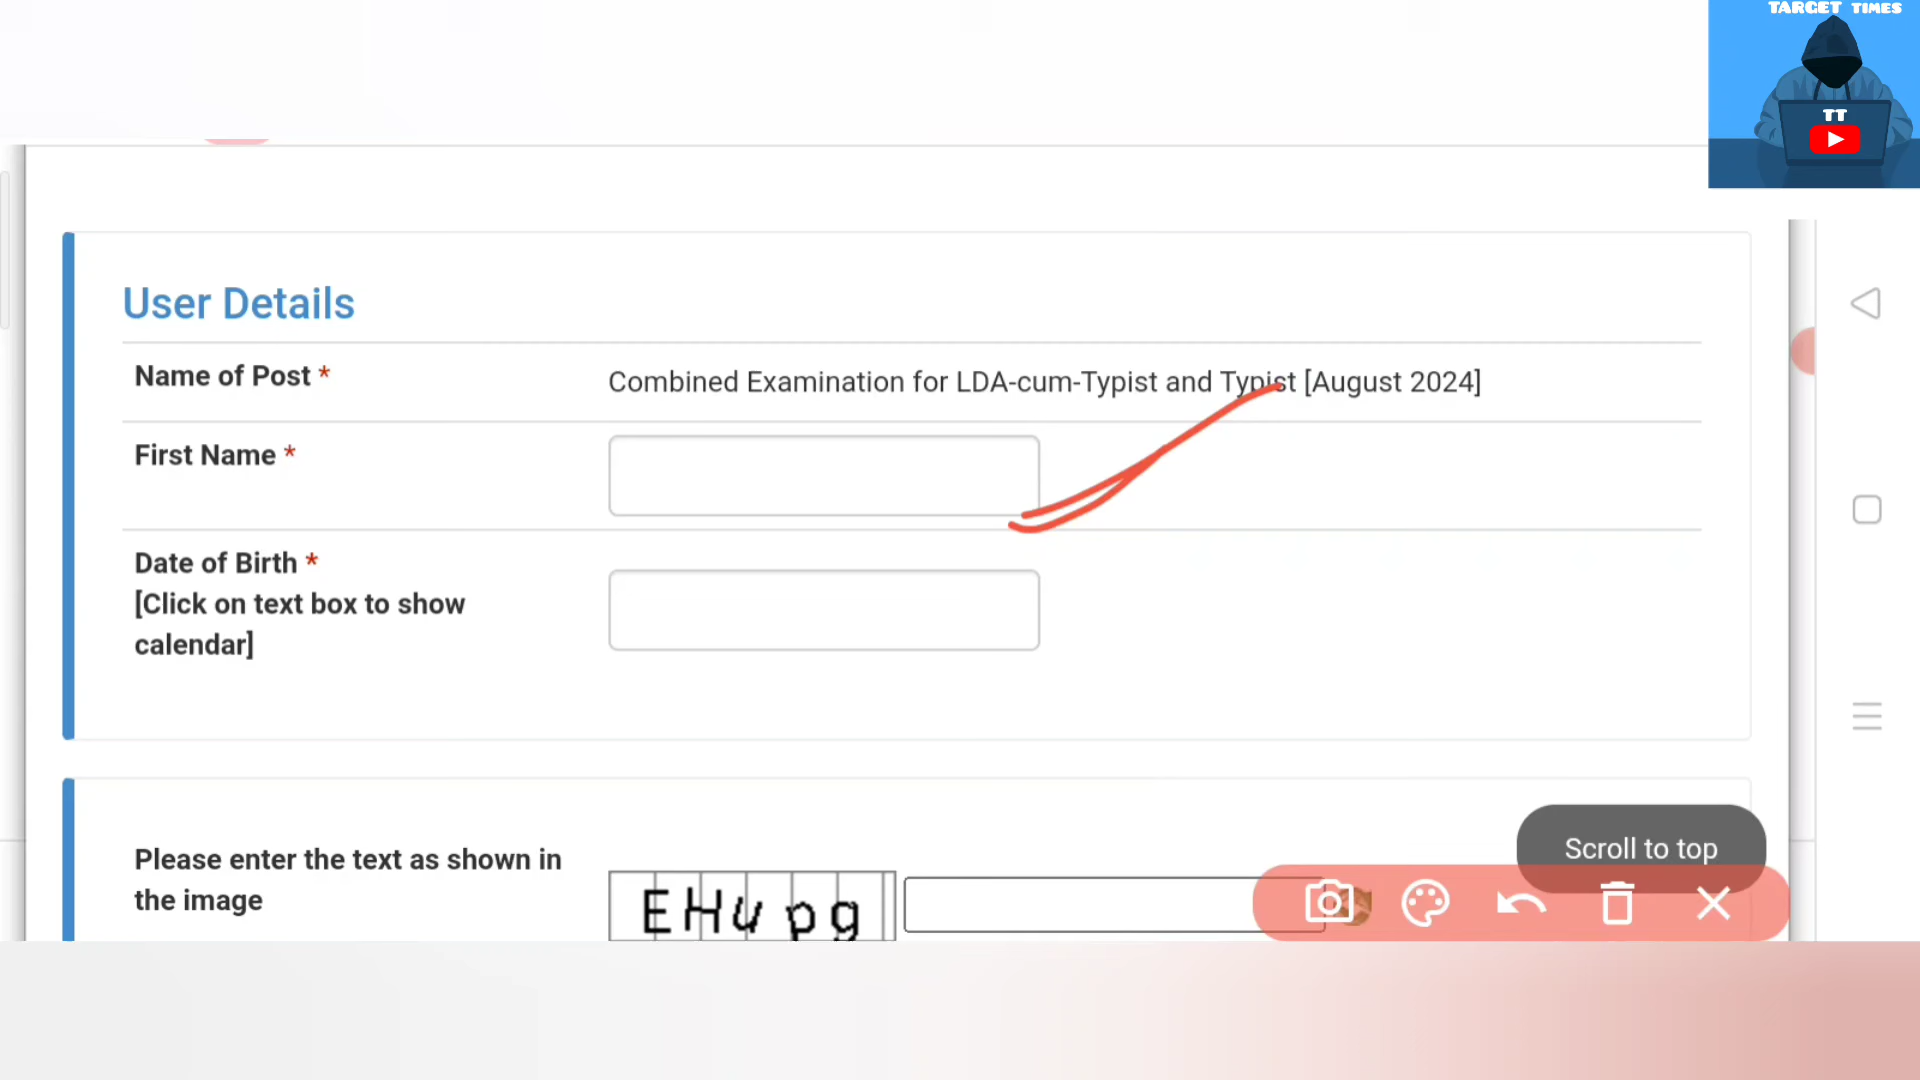 TARGET TIMES
TT
User Details
Name of Post * Combined Examination for LDA-cum-Typist and Typist [August 2024]
First Name *
Date of Birth *
[Click on text box to show
calendar]
Please enter the text as shown in
the image
EHupg
Scroll to top